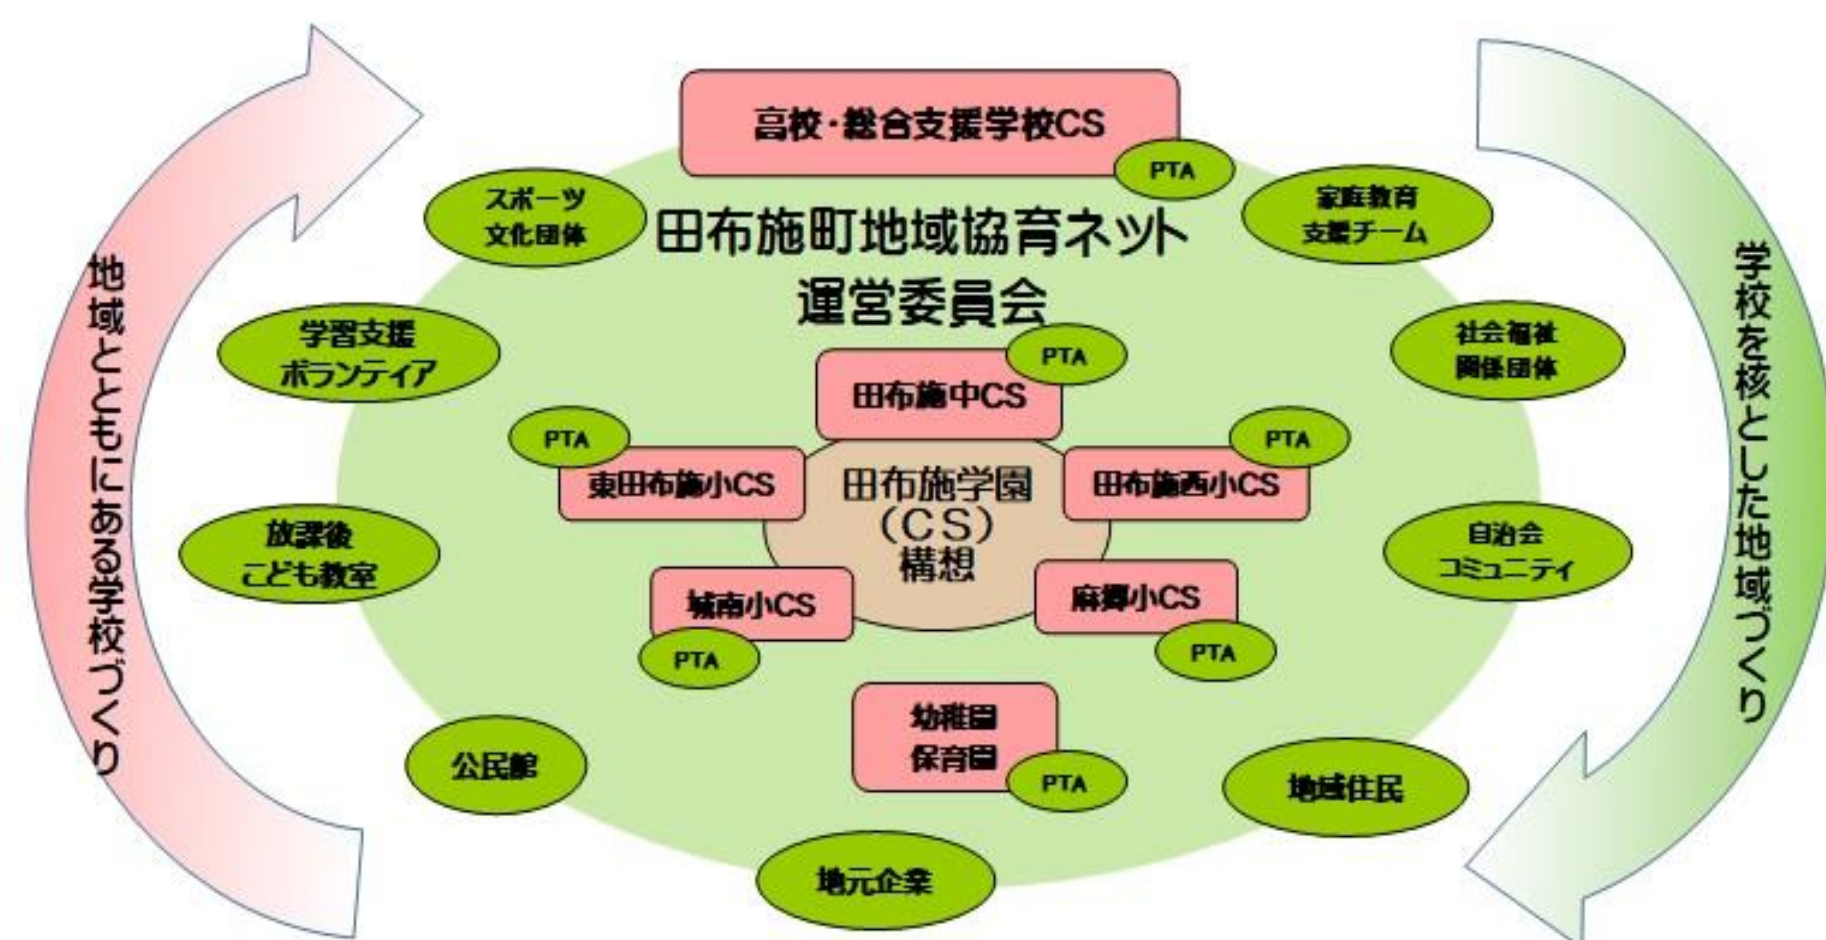 高校・総合支援学校CS
PTA
スポーツ
文化団体
家庭教育
支援チーム
田布施町地域協育ネット
運営委員会
学習支援
ボランティア
社会福祉
関係団体
PTA
田布施中CS
PTA
東田布施小CS
PTA
田布施西小CS
田布施学園
(CS)
構想
放課後
こども教室
自治会
コミュニティ
城南小CS
PTA
麻郷小CS
PTA
幼稚園
保育園
PTA
公民館
地域住民
地元企業
地域とともにある学校づくり
学校を核とした地域づくり